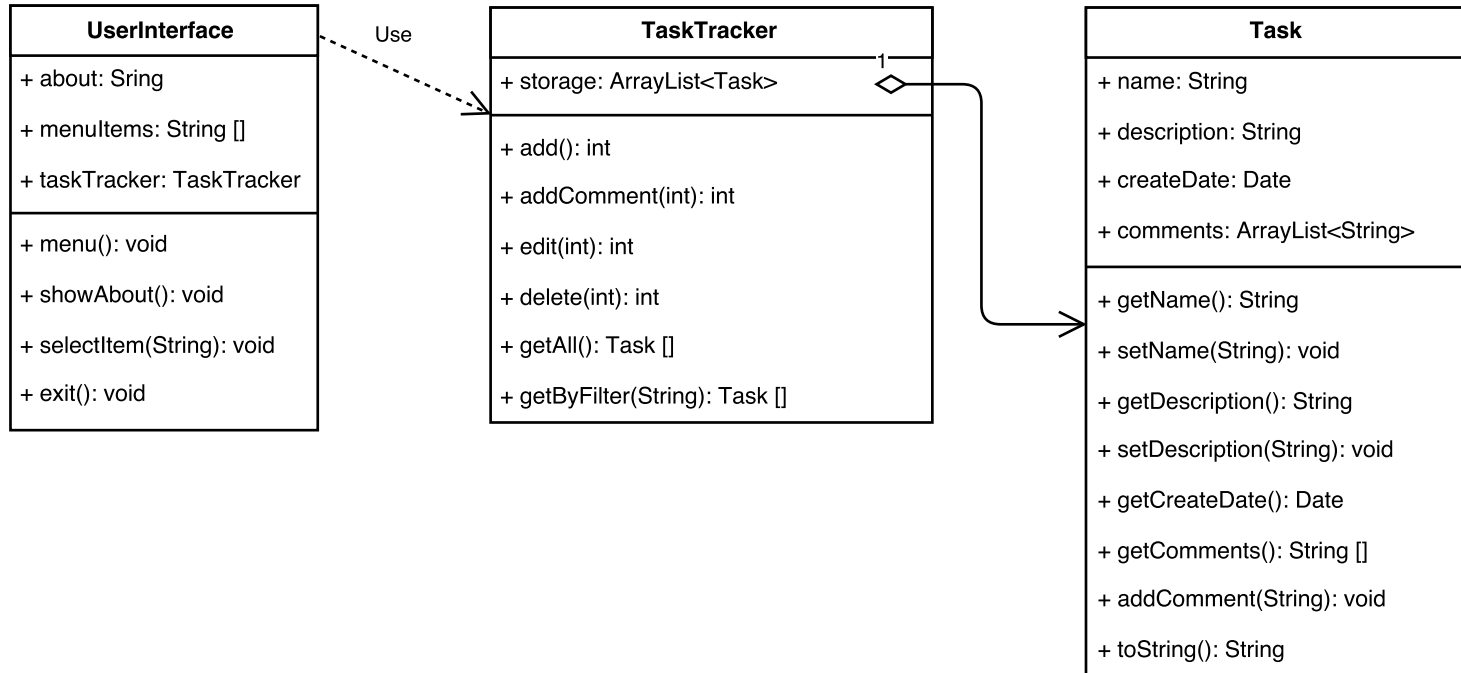 UserInterface
+ about: Sring
+ menuItems: String []
+ taskTracker: TaskTracker
+ menu(): void
+ showAbout(): void
+ selectItem(String): void
+ exit(): void
Use
TaskTracker
1
+ storage: ArrayList<Task>
+ add(): int
+ addComment(int): int
+ edit(int): int
+ delete(int): int
+ getAll(): Task []
+ getByFilter(String): Task []
Task
+ name: String
+ description: String
+ createDate: Date
+ comments: ArrayList<String>
+ getName(): String
+ setName(String): void
+ getDescription(): String
+ setDescription(String): void
+ getCreateDate(): Date
+ getComments(): String []
+ addComment(String): void
+ toString(): String